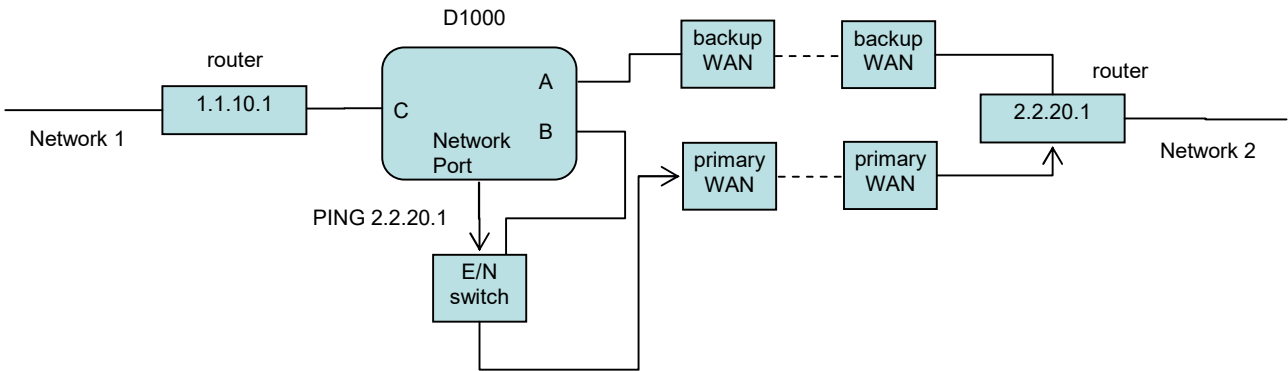 D1000
router
1.1.10.1
Network 1
C
A
B
Network
Port
PING 2.2.20.1
E/N
switch
backup
WAN
backup
WAN
primary
WAN
primary
WAN
router
2.2.20.1
Network 2